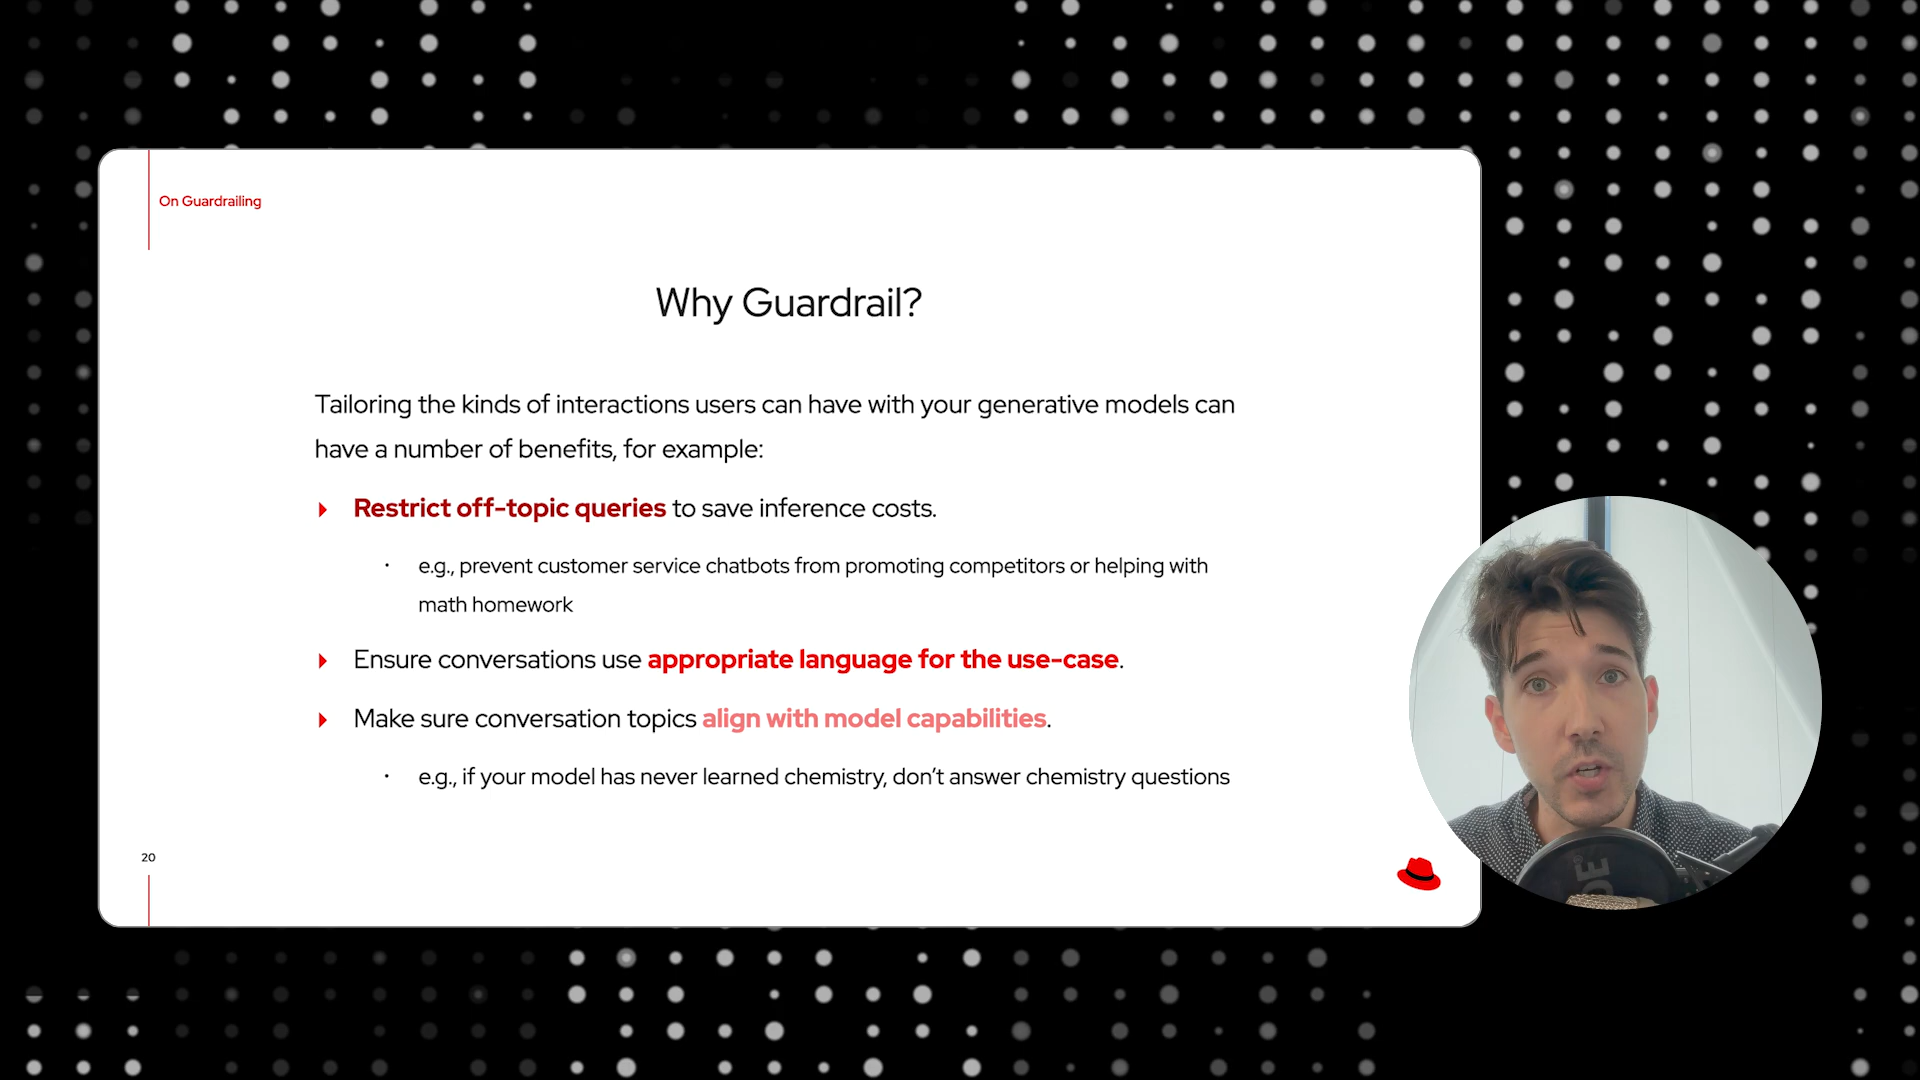 On Guardrailing
Why Guardrail?
Tailoring the kinds of interactions users can have with your generative models can
have a number of benefits, for example:
Restrict off-topic queries to save inference costs.
e.g., prevent customer service chatbots from promoting competitors or helping with
math homework
Ensure conversations use appropriate language for the use-case.
Make sure conversation topics align with model capabilities.
e.g., if your model has never learned chemistry, don’t answer chemistry questions
20